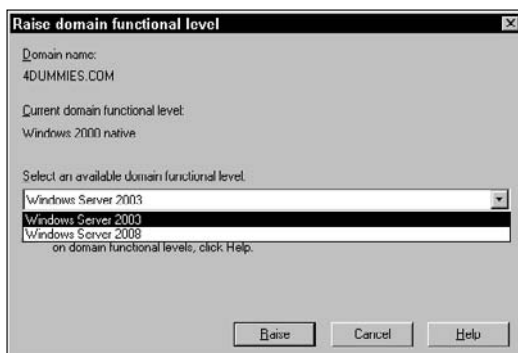 Raise domain functional level
Domain name:
4DUMMIES.COM
Current domain functional level:
Windows 2000 native
Select an available domain functional level.
Windows Server 2003
Windows Server 2003
Windows Server 2008
on domain functional levels, click Help.
Raise
Cancel
Help